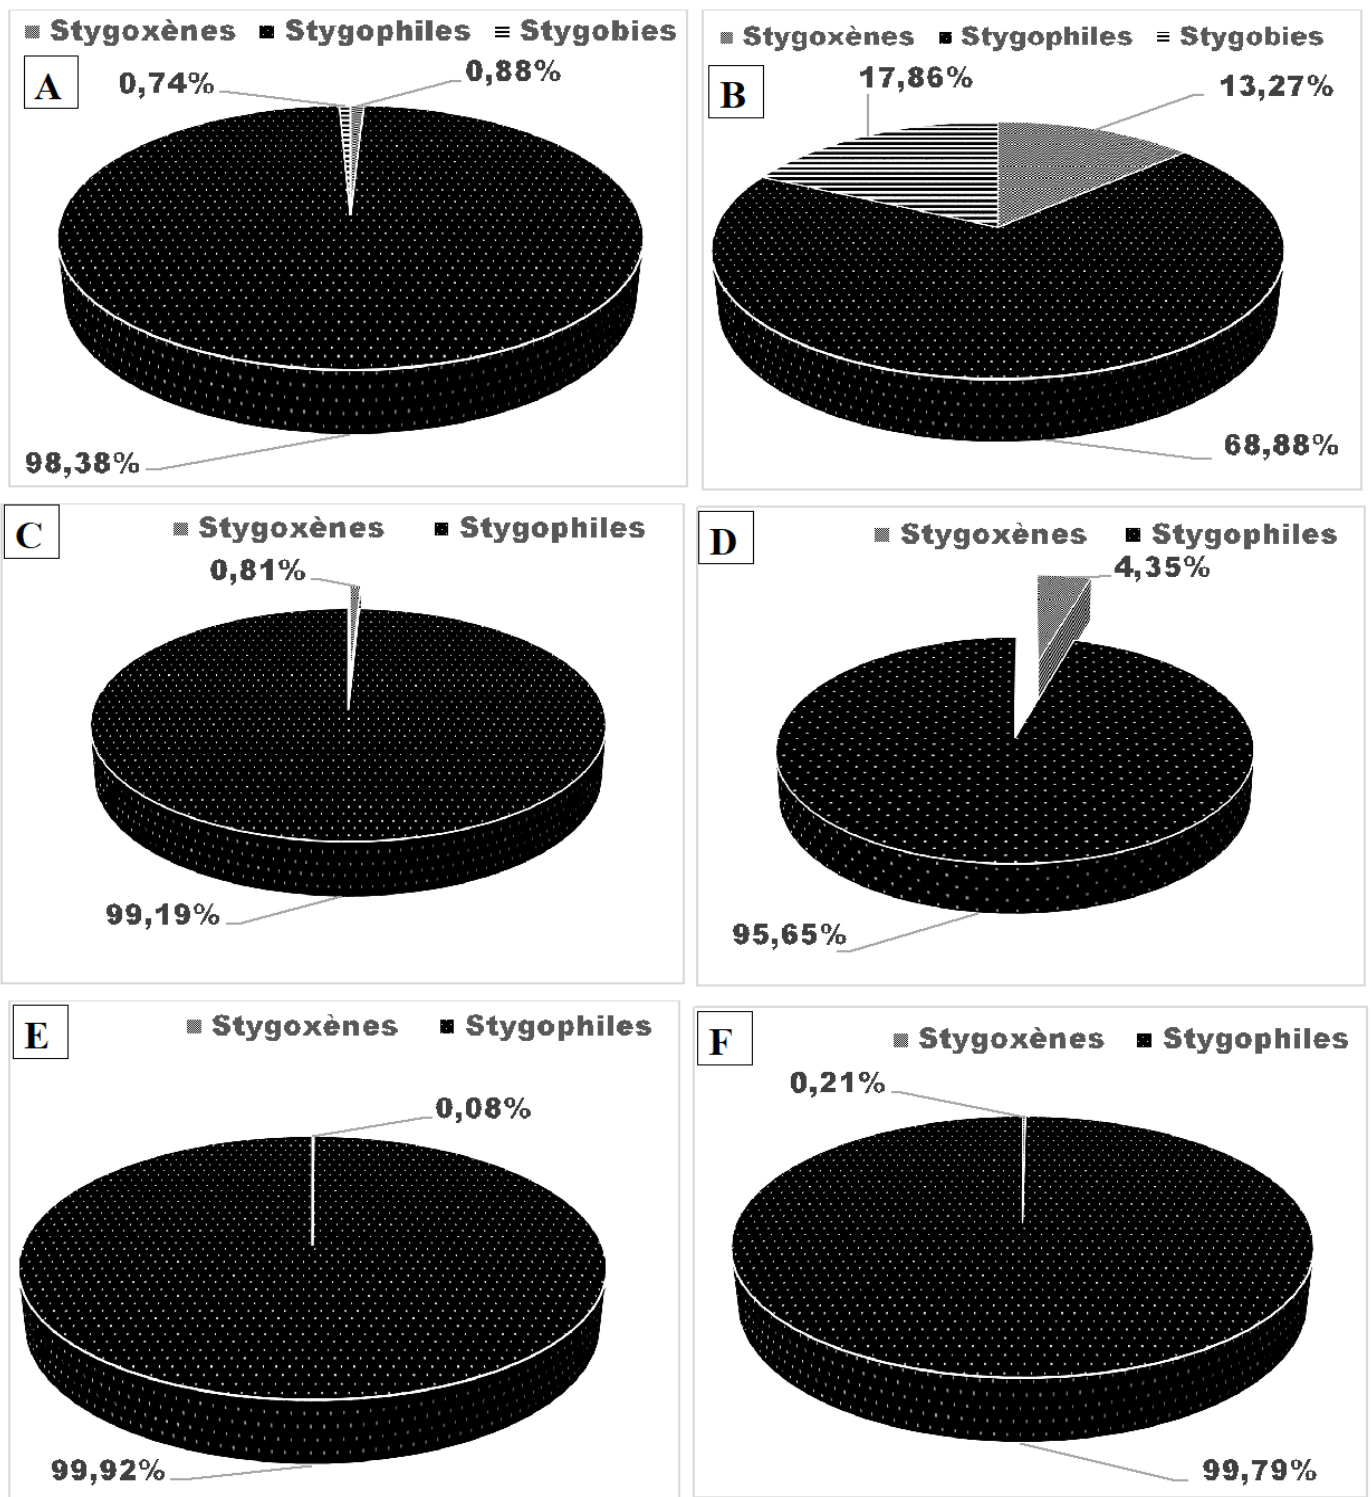 Stygoxènes Stygophiles Stygobies
A
0,74%
0,88%
98,38%
Stygoxènes Stygophiles Stygobies
B
17,86%
13,27%
68,88%
C
Stygoxènes Stygophiles
0,81%
99,19%
D
Stygoxènes Stygophiles
4,35%
95,65%
E
Stygoxènes Stygophiles
0,08%
99,92%
F
Stygoxènes Stygophiles
0,21%
99,79%